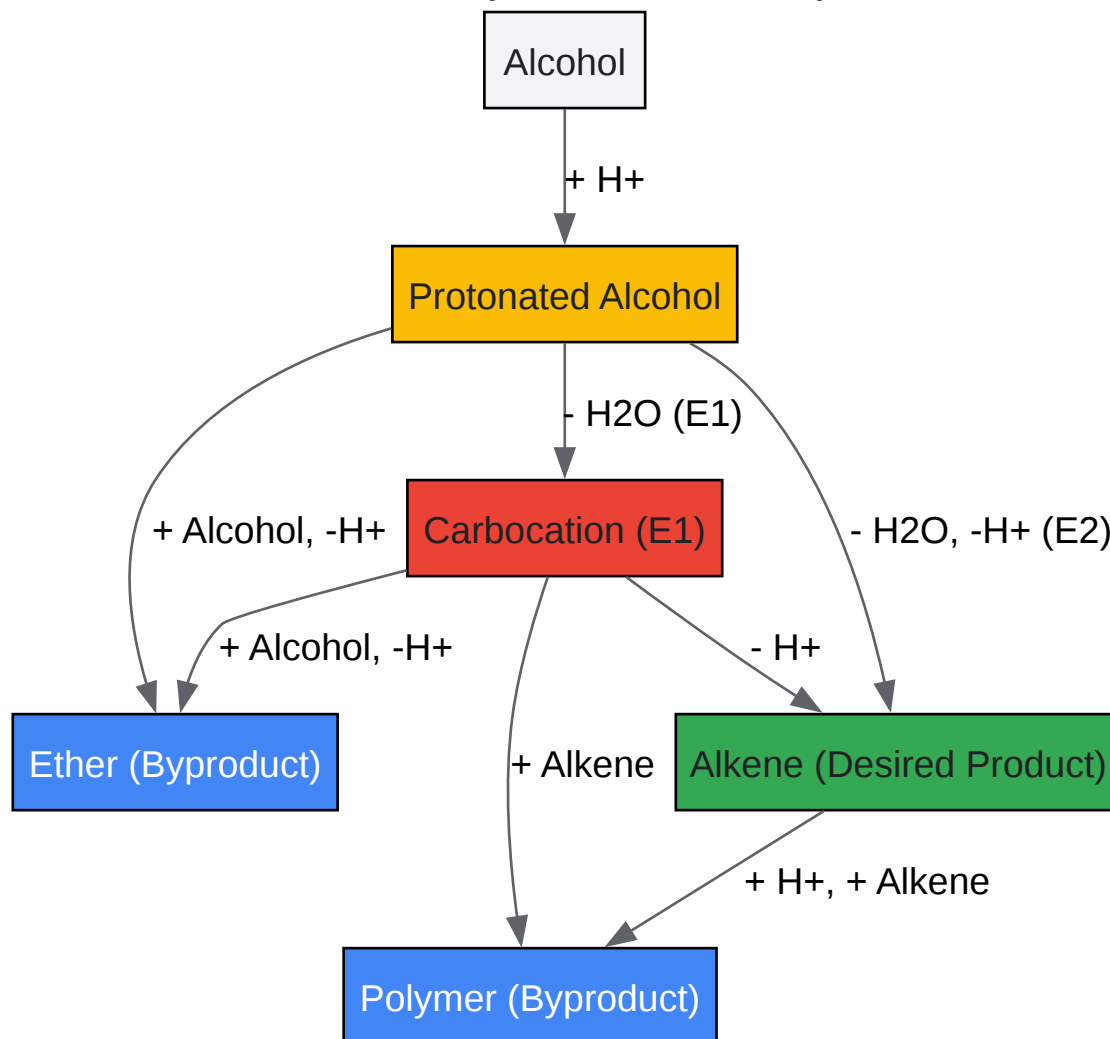 Alcohol
+ H+
Protonated Alcohol
- H2O (E1)
+ Alcohol, -H+
Carbocation (E1)
- H2O, -H+ (E2)
+ Alcohol, -H+
- H+
Ether (Byproduct)
+ Alkene
Alkene (Desired Product)
+ H+, + Alkene
Polymer (Byproduct)